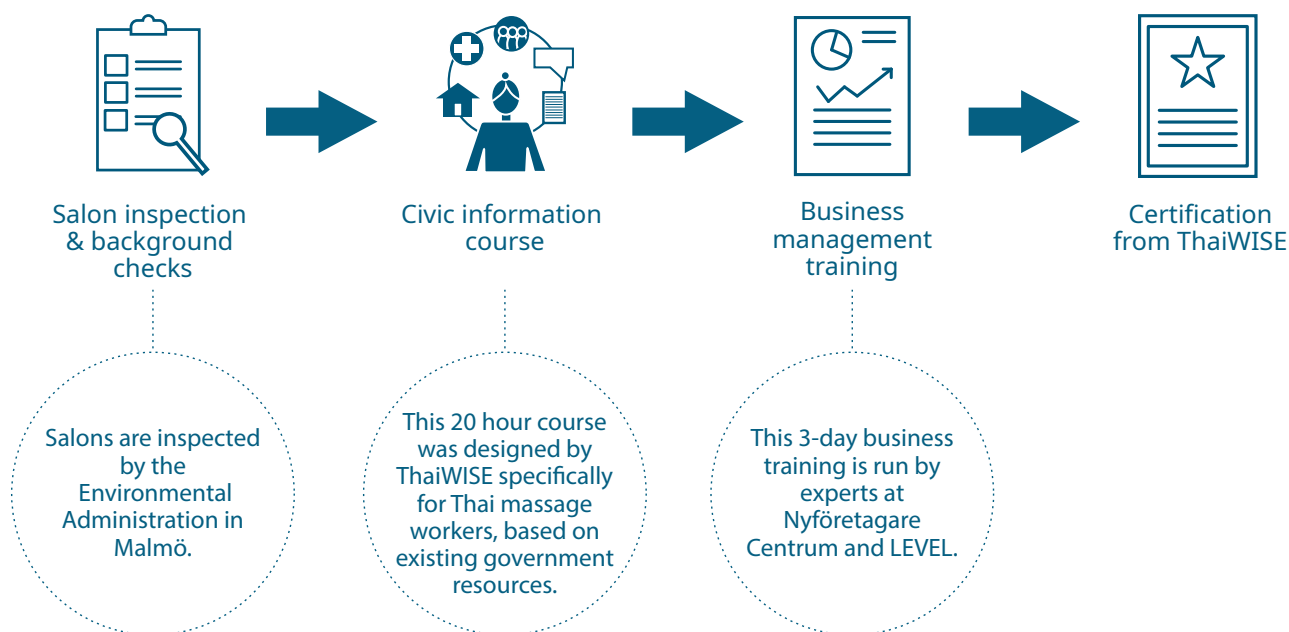 Salon inspection
& background
checks
Civic information
course
Business
management
training
Certification
from ThaiWISE
Salons are inspected
by the
Environmental
Administration in
Malmö.
This 20 hour course
was designed by
ThaiWISE specifically
for Thai massage
workers, based on
existing government
resources.
This 3-day business
training is run by
experts at
Nyföretagare
Centrum and LEVEL.